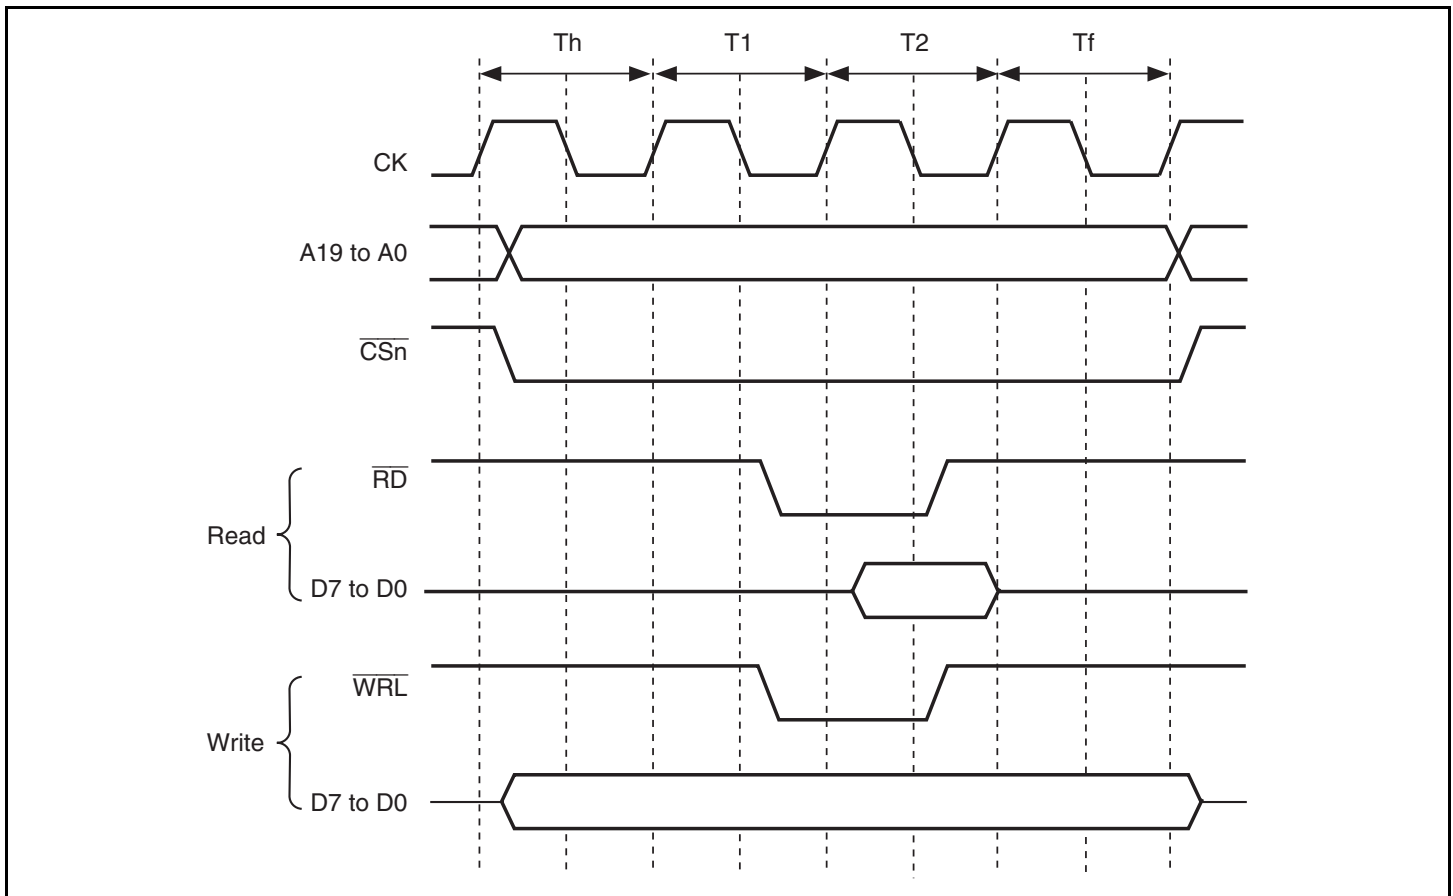 Th T1 T2 Tf
CK
A19 to A0
CSn
RD
Read
D7 to D0
WRL
Write
D7 to D0